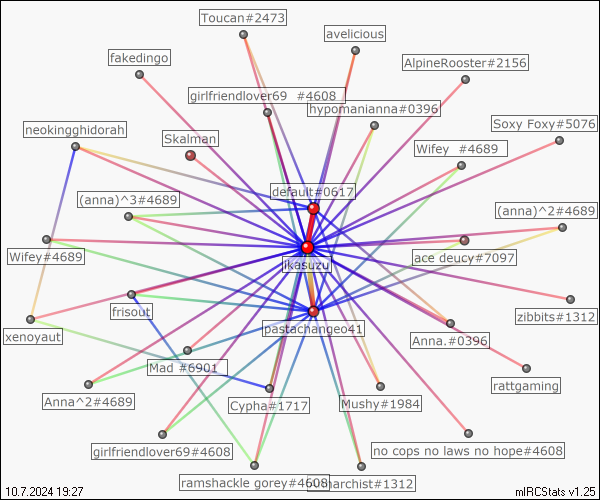 Toucan#2473
avelicious
fakedingo
AlpineRooster#2156
girlfriendlover69 #4608
hypomanianna#0396
Soxy Foxy#5076
neokingghidorah
Skalman
Wifey #4689
default#0617
(anna)^3#4689
(anna)^2#4689
Wifey#4689
ace deucy#7097
likasuzu
frisout
zibbits#1312
pastachangeo41
xenoyaut
Anna.#0396
Mad #6901
rattgaming
Anna^2#4689
Cypha#1717
Mushy#1984
girlfriendlover69#4608
no cops no laws no hope#4608
ramshackle gorey#4608
10.7.2024 19:27
mIRCStats v1.25